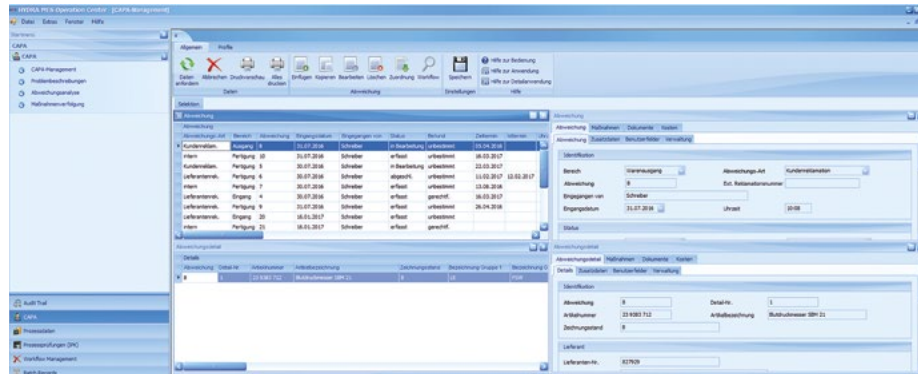 HYDRA MES-Operation Center [CAPA-Management]
Datei Extras Fenster Hilfe
CAPA
CAPA
CAPA-Management
Problembeschreibungen
Abweichungsanalyse
Maßnahmenverfolgung
Audit Trail
CAPA
Prozessdaten
Prozessprüfungen (IPK)
Workflow Management
Batch Records
Allgemein Profile
Daten anfordern Abbrechen Druckvorschau Alles drucken Einfügen Kopieren Bearbeiten Löschen Zuordnung Workflow Speichern
Hilfe zur Bedienung
Hilfe zur Anwendung
Hilfe zur Detailanwendung
Daten Abweichung Einstellungen Hilfe
Selektion
Abweichung
Abweichung
Abweichungs-Art Bereich Abweichung Eingangsdatum Eingegangen von Status Befund Zieltermin
Kundenreklam. Ausgang 8 31.07.2016 Schreiber in Bearbeitung unbestimmt 05.04.2016
intern Fertigung 10 31.07.2016 Schreiber erfasst unbestimmt 16.03.2017
Kundenreklam. Fertigung 5 30.07.2016 Schreiber in Bearbeitung unbestimmt 23.03.2017
Lieferantenrek. Fertigung 6 30.07.2016 Schreiber abgeschl. unbestimmt 11.02.2017 12.02.2017
intern Fertigung 7 30.07.2016 Schreiber erfasst unbestimmt 13.08.2016
Lieferantenrek. Eingang 4 30.07.2016 Schreiber erfasst gerechtf. 16.03.2017
Lieferantenrek. Fertigung 9 31.07.2016 Schreiber erfasst unbestimmt 26.04.2016
Lieferantenrek. Eingang 20 16.01.2017 Schreiber erfasst unbestimmt
intern Fertigung 21 16.01.2017 Schreiber erfasst gerechtf.
Abweichungsdetail
Details
Abweichung Detail-Nr. Artikelnummer Artikelbezeichnung Zeichnungsstand Bezeichnung Gruppe 1 Bezeichnung G
8 1 23 9383 712 Blutdruckmesser SBM 21
Abweichung
Abweichung Maßnahmen Dokumente Kosten
Abweichung Zusatzdaten Benutzerfelder Verwaltung
Identifikation
Bereich Warenausgang Abweichungs-Art Kundenreklamation
Abweichung 8 Ext. Reklamationsnummer
Eingegangen von Schreiber
Eingangsdatum 31.07.2016 Uhrzeit 10:08
Status
Abweichungsdetail
Abweichungsdetail Maßnahmen Dokumente Kosten
Details Zusatzdaten Benutzerfelder Verwaltung
Identifikation
Abweichung 8 Detail-Nr. 1
Artikelnummer 23 9383 712 Artikelbezeichnung Blutdruckmesser SBM 21
Zeichnungsstand B
Lieferant
Lieferanten-Nr. 827929